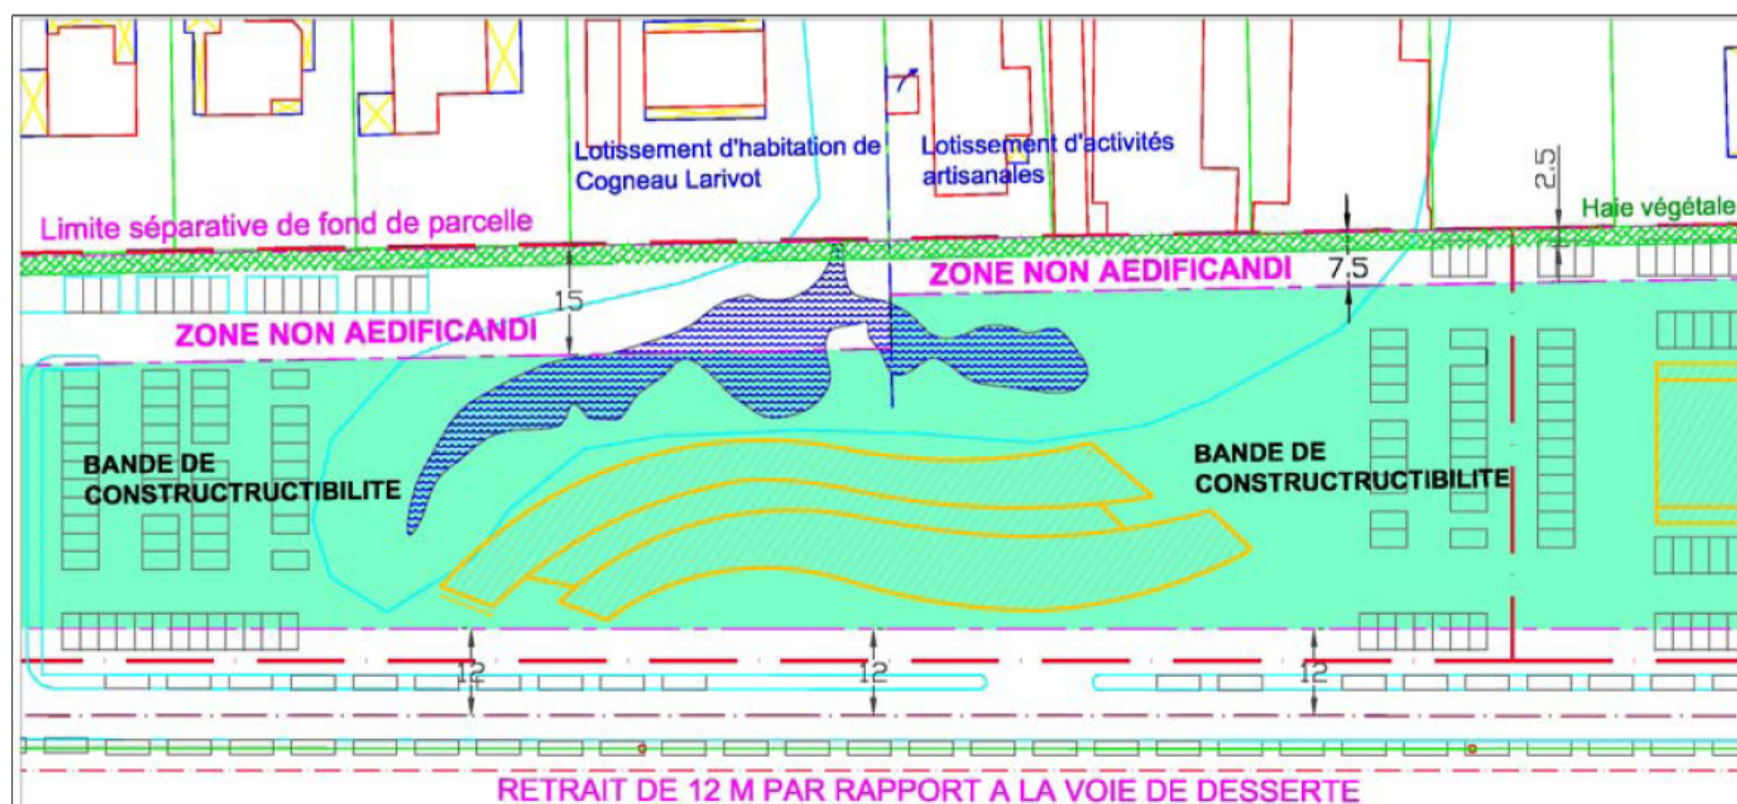 Lotissement d'habitation de
Cogneau Larivot
Lotissement d'activités
artisanales
2.5
Limite séparative de fond de parcelle
Haie végétale
ZONE NON AEDIFICANDI
7.5
15
ZONE NON AEDIFICANDI
BANDE DE
CONSTRUCTRUCTIBILITE
BANDE DE
CONSTRUCTRUCTIBILITE
12
12
12
RETRAIT DE 12 M PAR RAPPORT A LA VOIE DE DESSERTE